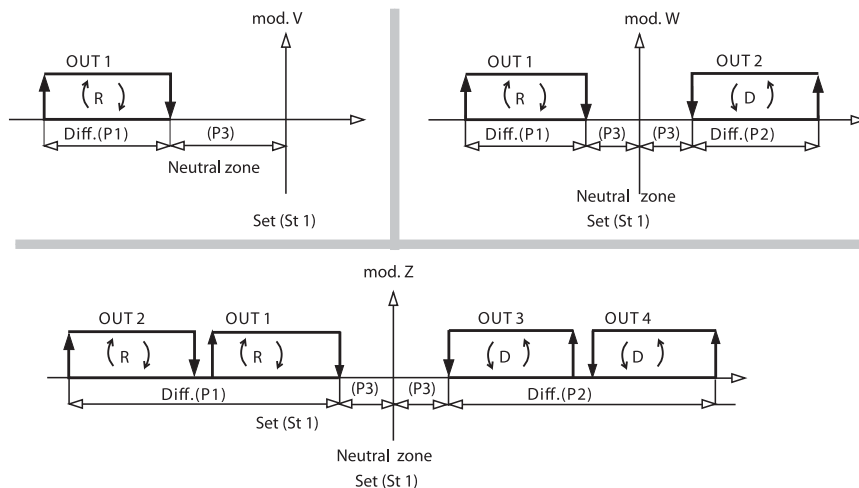 mod. V
OUT 1
R
Diff.(P1)
(P3)
Neutral zone
Set (St 1)
mod. W
OUT 1
OUT 2
R
D
Diff.(P1)
(P3)
(P3)
Diff.(P2)
Neutral zone
Set (St 1)
mod. Z
OUT 2
OUT 1
OUT 3
OUT 4
R
R
D
D
Diff.(P1)
(P3)
(P3)
Diff.(P2)
Set (St 1)
Neutral zone
Set (St 1)